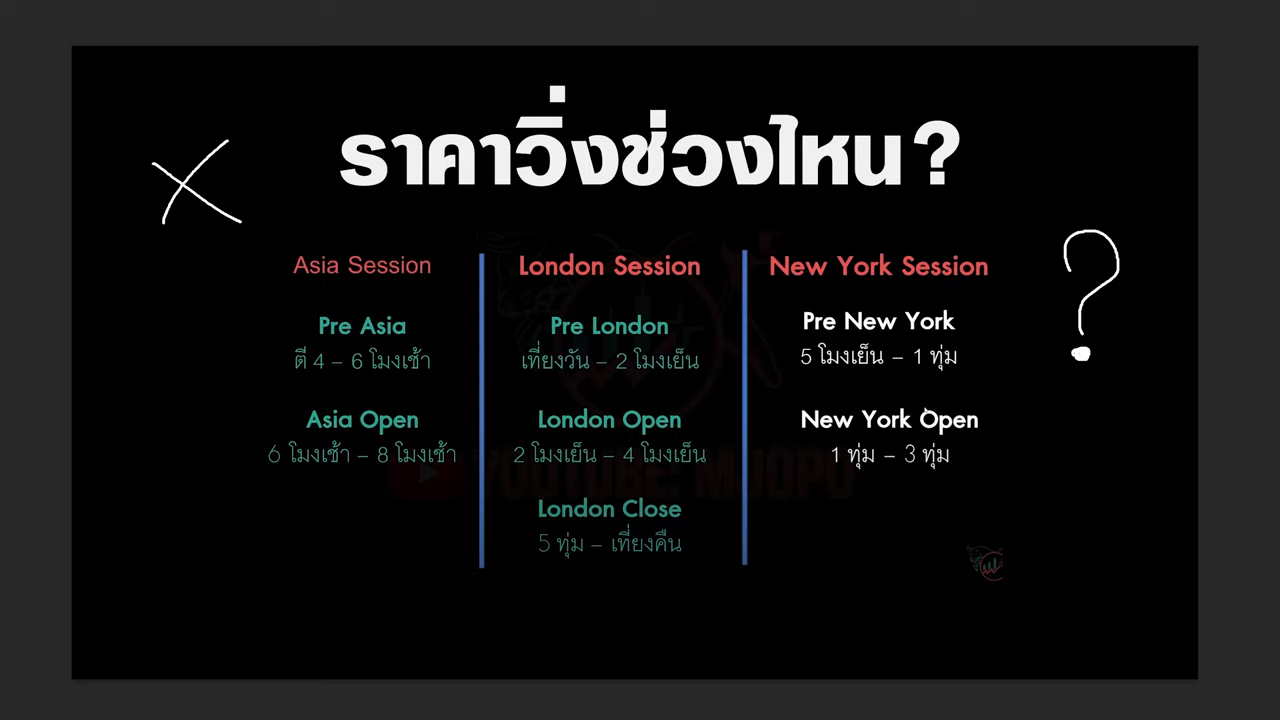 ราคาวิ่งช่วงไหน?
Asia Session
Pre Asia
ตี 4 – 6 โมงเช้า
Asia Open
6 โมงเช้า – 8 โมงเช้า
London Session
Pre London
เที่ยงวัน – 2 โมงเย็น
London Open
2 โมงเย็น – 4 โมงเย็น
London Close
5 ทุ่ม – เที่ยงคืน
New York Session
Pre New York
5 โมงเย็น – 1 ทุ่ม
New York Open
1 ทุ่ม – 3 ทุ่ม
?